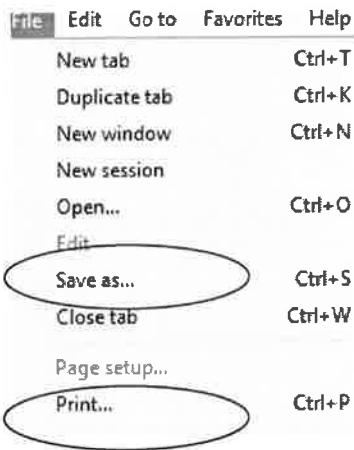 File Edit Go to Favorites Help
New tab Ctrl+T
Duplicate tab Ctrl+K
New window Ctrl+N
New session
Open... Ctrl+O
Edit
Save as... Ctrl+S
Close tab Ctrl+W
Page setup...
Print... Ctrl+P